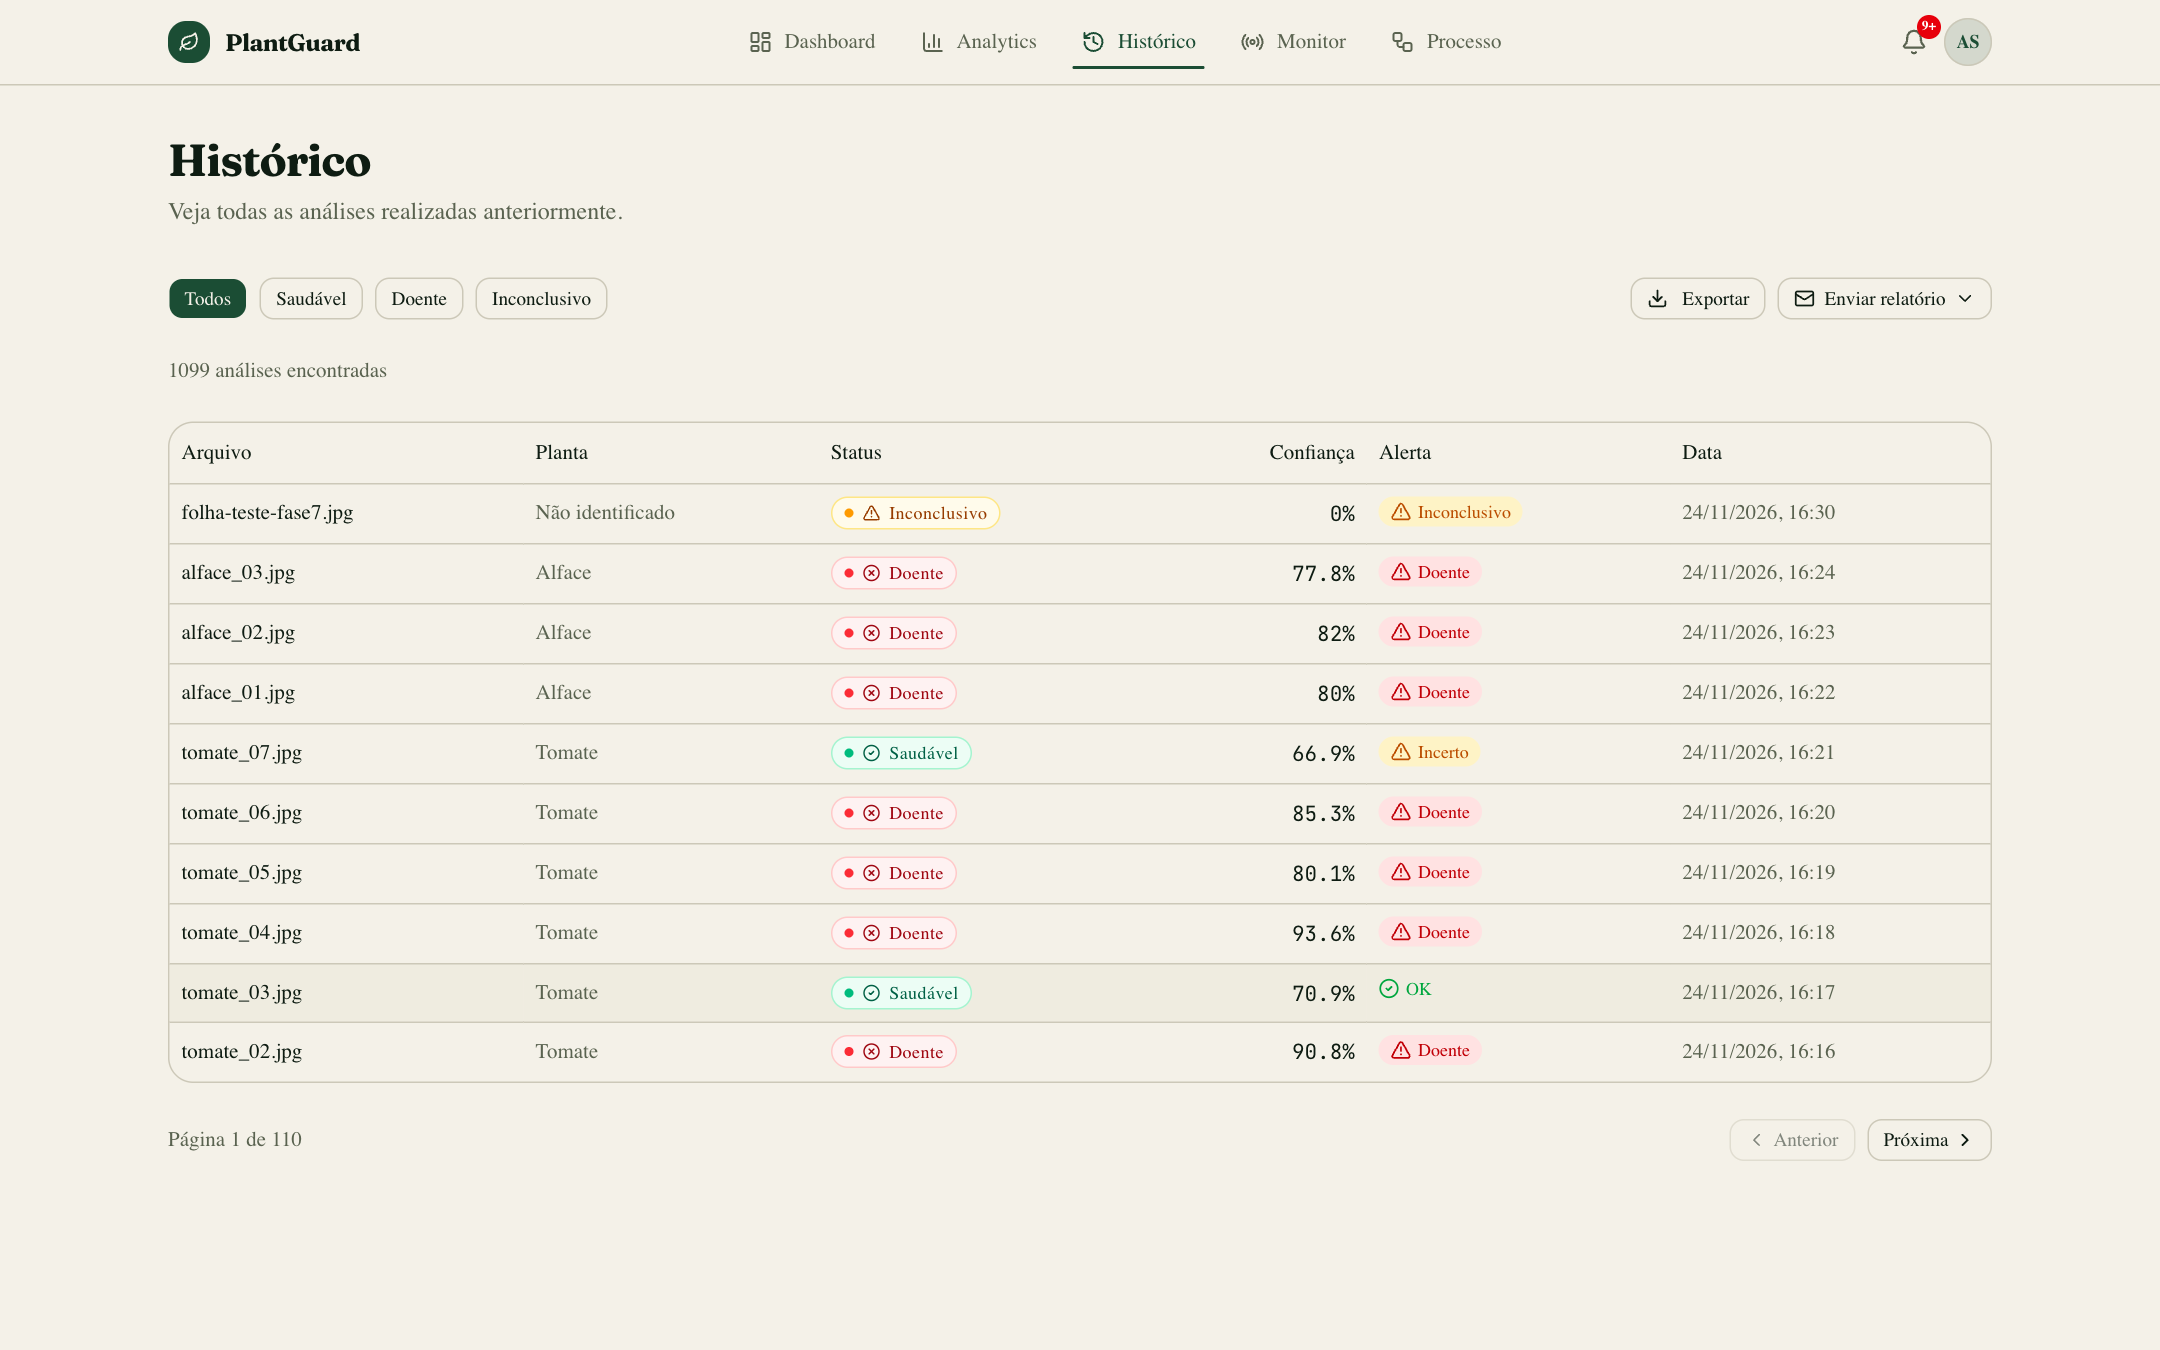 PlantGuard
Dashboard
Analytics
Histórico
Monitor
Processo
9+
AS
Histórico
Veja todas as análises realizadas anteriormente.
Todos
Saudável
Doente
Inconclusivo
Exportar
Enviar relatório
1099 análises encontradas
Arquivo Planta Status Confiança Alerta Data
folha-teste-fase7.jpg Não identificado Inconclusivo 0% Inconclusivo 24/11/2026, 16:30
alface_03.jpg Alface Doente 77.8% Doente 24/11/2026, 16:24
alface_02.jpg Alface Doente 82% Doente 24/11/2026, 16:23
alface_01.jpg Alface Doente 80% Doente 24/11/2026, 16:22
tomate_07.jpg Tomate Saudável 66.9% Incerto 24/11/2026, 16:21
tomate_06.jpg Tomate Doente 85.3% Doente 24/11/2026, 16:20
tomate_05.jpg Tomate Doente 80.1% Doente 24/11/2026, 16:19
tomate_04.jpg Tomate Doente 93.6% Doente 24/11/2026, 16:18
tomate_03.jpg Tomate Saudável 70.9% OK 24/11/2026, 16:17
tomate_02.jpg Tomate Doente 90.8% Doente 24/11/2026, 16:16
Página 1 de 110
Anterior
Próxima